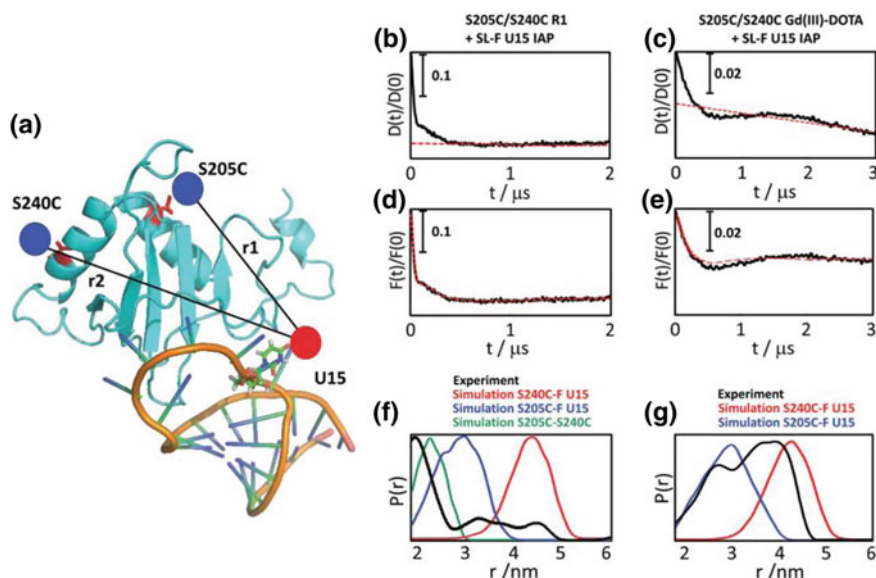 (a)
S205C
S240C
r1
r2
U15
(b)
S205C/S240C R1
+ SL-F U15 IAP
D(t)/D(0)
0.1
0 1 2
t / μs
(c)
S205C/S240C Gd(III)-DOTA
+ SL-F U15 IAP
D(t)/D(0)
0.02
0 1 2 3
t / μs
(d)
F(t)/F(0)
0.1
0 1 2
t / μs
(e)
F(t)/F(0)
0.02
0 1 2 3
t / μs
(f)
Experiment
Simulation S240C-F U15
Simulation S205C-F U15
Simulation S205C-S240C
P(r)
2 3 4 5 6
r /nm
(g)
Experiment
Simulation S240C-F U15
Simulation S205C-F U15
P(r)
2 3 4 5 6
r /nm